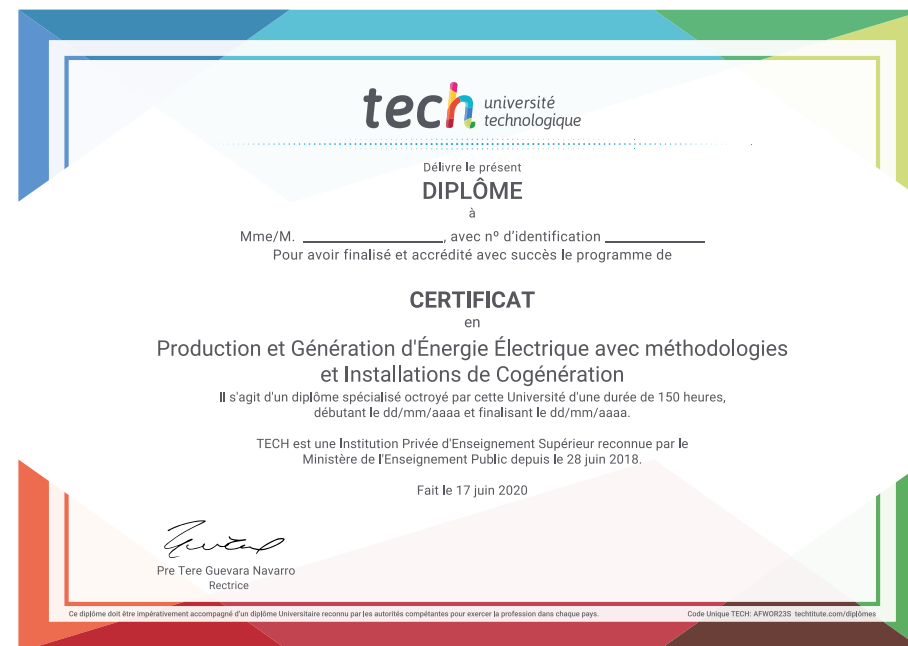 tech université
technologique
Délivre le présent
DIPLÔME
à
Mme/M. ____________________, avec nº d'identification ______________
Pour avoir finalisé et accrédité avec succès le programme de
CERTIFICAT
en
Production et Génération d'Énergie Électrique avec méthodologies
et Installations de Cogénération
Il s'agit d'un diplôme spécialisé octroyé par cette Université d'une durée de 150 heures,
débutant le dd/mm/aaaa et finalisant le dd/mm/aaaa.
TECH est une Institution Privée d'Enseignement Supérieur reconnue par le
Ministère de l'Enseignement Public depuis le 28 juin 2018.
Fait le 17 juin 2020
Pre Tere Guevara Navarro
Rectrice
Ce diplôme doit être impérativement accompagné d'un diplôme Universitaire reconnu par les autorités compétentes pour exercer la profession dans chaque pays.
Code Unique TECH: AFWOR23S techtitute.com/diplômes